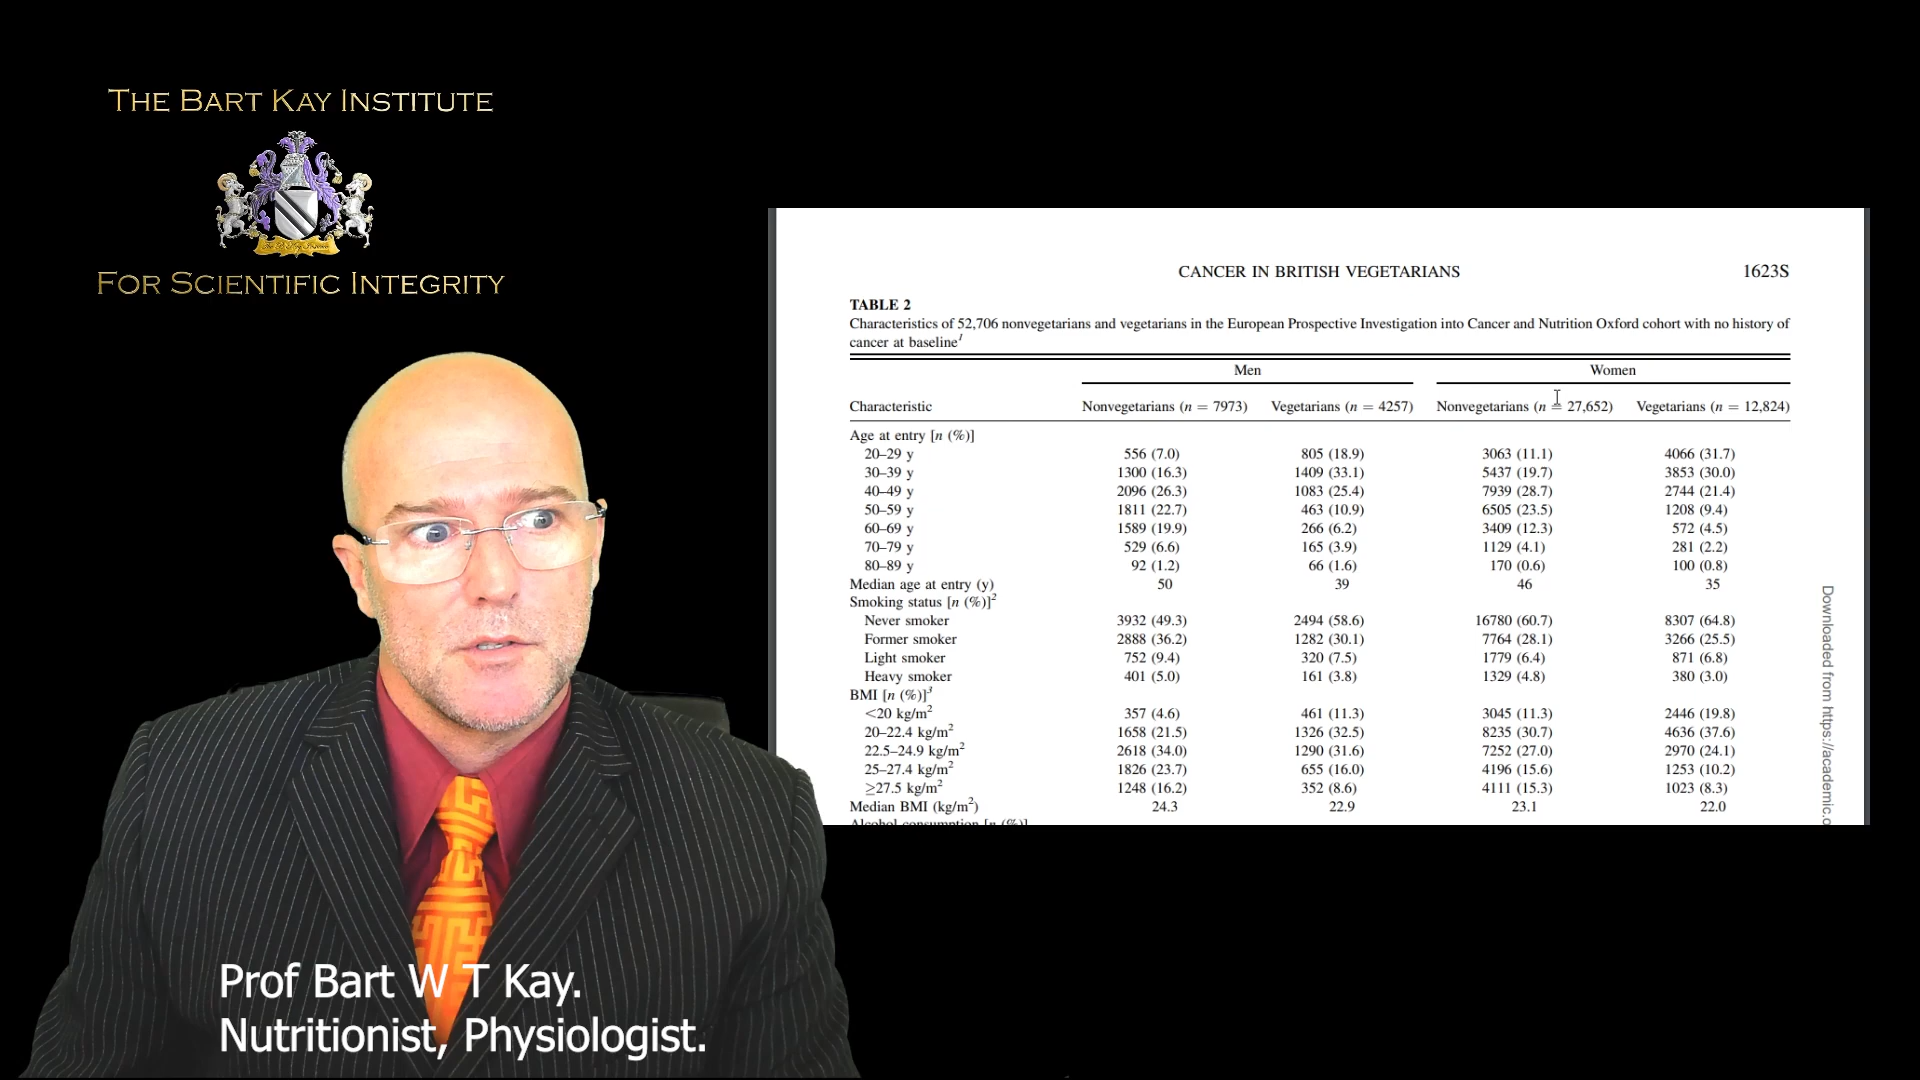 THE BART KAY INSTITUTE
FOR SCIENTIFIC INTEGRITY
Prof Bart W T Kay.
Nutritionist, Physiologist.
CANCER IN BRITISH VEGETARIANS 1623S
TABLE 2
Characteristics of 52,706 nonvegetarians and vegetarians in the European Prospective Investigation into Cancer and Nutrition Oxford cohort with no history of
cancer at baseline¹
Men Women
Characteristic Nonvegetarians (n = 7973) Vegetarians (n = 4257) Nonvegetarians (n = 27,652) Vegetarians (n = 12,824)
Age at entry [n (%)]
20–29 y 556 (7.0) 805 (18.9) 3063 (11.1) 4066 (31.7)
30–39 y 1300 (16.3) 1409 (33.1) 5437 (19.7) 3853 (30.0)
40–49 y 2096 (26.3) 1083 (25.4) 7939 (28.7) 2744 (21.4)
50–59 y 1811 (22.7) 463 (10.9) 6505 (23.5) 1208 (9.4)
60–69 y 1589 (19.9) 266 (6.2) 3409 (12.3) 572 (4.5)
70–79 y 529 (6.6) 165 (3.9) 1129 (4.1) 281 (2.2)
80–89 y 92 (1.2) 66 (1.6) 170 (0.6) 100 (0.8)
Median age at entry (y) 50 39 46 35
Smoking status [n (%)]²
Never smoker 3932 (49.3) 2494 (58.6) 16780 (60.7) 8307 (64.8)
Former smoker 2888 (36.2) 1282 (30.1) 7764 (28.1) 3266 (25.5)
Light smoker 752 (9.4) 320 (7.5) 1779 (6.4) 871 (6.8)
Heavy smoker 401 (5.0) 161 (3.8) 1329 (4.8) 380 (3.0)
BMI [n (%)]³
<20 kg/m² 357 (4.6) 461 (11.3) 3045 (11.3) 2446 (19.8)
20–22.4 kg/m² 1658 (21.5) 1326 (32.5) 8235 (30.7) 4636 (37.6)
22.5–24.9 kg/m² 2618 (34.0) 1290 (31.6) 7252 (27.0) 2970 (24.1)
25–27.4 kg/m² 1826 (23.7) 655 (16.0) 4196 (15.6) 1253 (10.2)
≥27.5 kg/m² 1248 (16.2) 352 (8.6) 4111 (15.3) 1023 (8.3)
Median BMI (kg/m²) 24.3 22.9 23.1 22.0
Alcohol consumption [n (%)]
Downloaded from https://academic.o